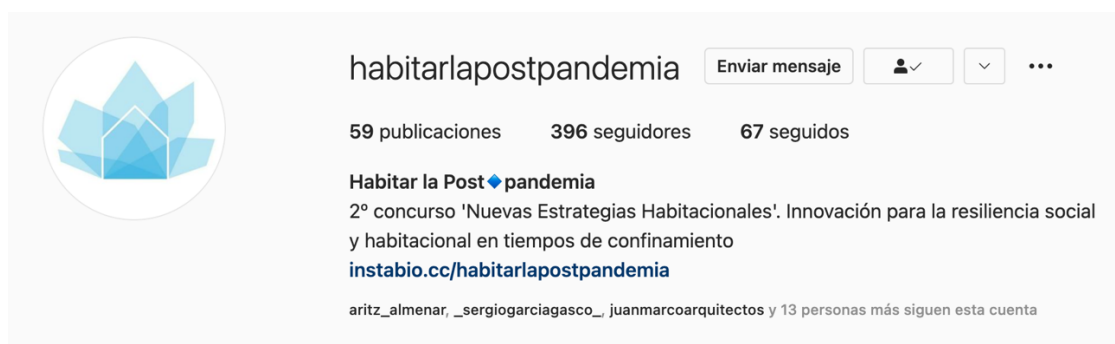 habitarlapostpandemia Enviar mensaje
59 publicaciones 396 seguidores 67 seguidos
Habitar la Post🔹pandemia
2º concurso 'Nuevas Estrategias Habitacionales'. Innovación para la resiliencia social
y habitacional en tiempos de confinamiento
instabio.cc/habitarlapostpandemia
aritz_almenar, _sergiogarciagasco_, juanmarcoarquitectos y 13 personas más siguen esta cuenta